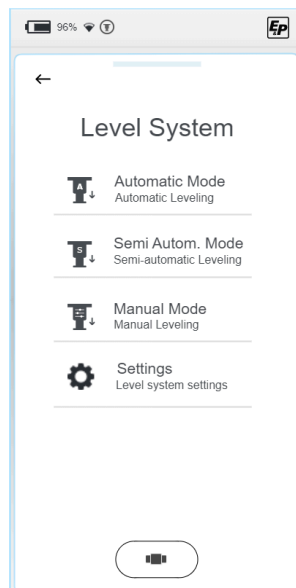 96%
EP
Level System
A
Automatic Mode
Automatic Leveling
S
Semi Autom. Mode
Semi-automatic Leveling
Manual Mode
Manual Leveling
Settings
Level system settings